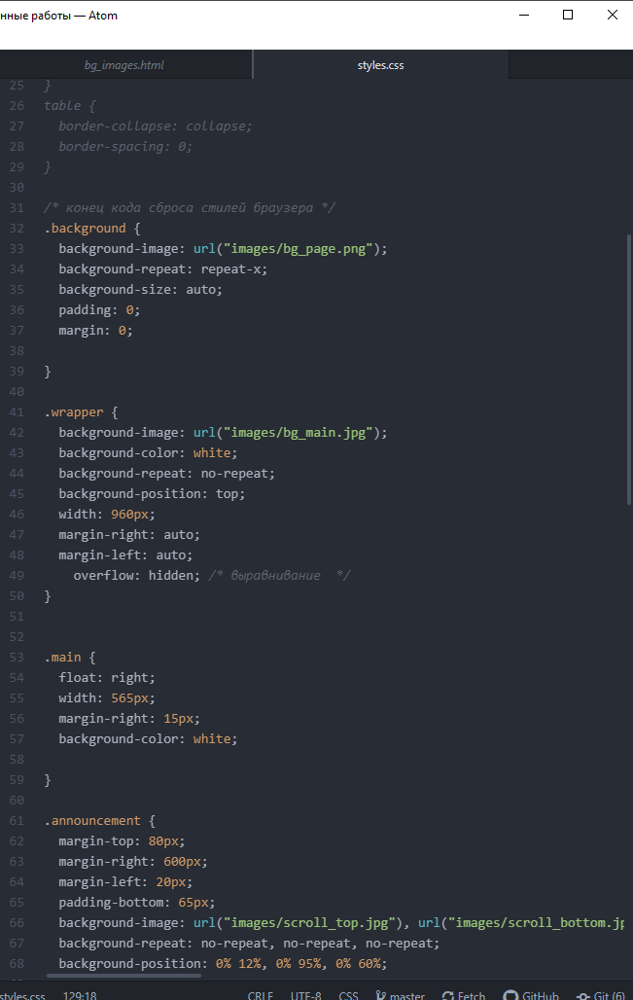 нные работы — Atom
bg_images.html
styles.css
25 }
26 table {
27 border-collapse: collapse;
28 border-spacing: 0;
29 }
30
31 /* конец кода сброса стилей браузера */
32 .background {
33 background-image: url("images/bg_page.png");
34 background-repeat: repeat-x;
35 background-size: auto;
36 padding: 0;
37 margin: 0;
38
39 }
40
41 .wrapper {
42 background-image: url("images/bg_main.jpg");
43 background-color: white;
44 background-repeat: no-repeat;
45 background-position: top;
46 width: 960px;
47 margin-right: auto;
48 margin-left: auto;
49 overflow: hidden; /* выравнивание */
50 }
51
52
53 .main {
54 float: right;
55 width: 565px;
56 margin-right: 15px;
57 background-color: white;
58
59 }
60
61 .announcement {
62 margin-top: 80px;
63 margin-right: 600px;
64 margin-left: 20px;
65 padding-bottom: 65px;
66 background-image: url("images/scroll_top.jpg"), url("images/scroll_bottom.jp
67 background-repeat: no-repeat, no-repeat, no-repeat;
68 background-position: 0% 12%, 0% 95%, 0% 60%;
styles.css 129:18 CRLF UTF-8 CSS master Fetch GitHub Git (6)